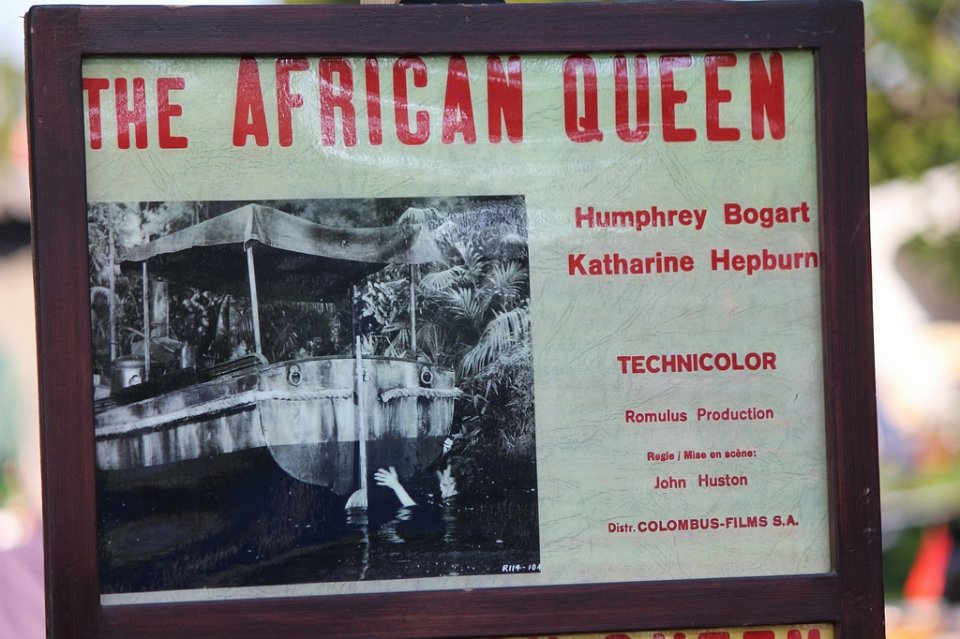 THE AFRICAN QUEEN
Humphrey Bogart
Katharine Hepburn
TECHNICOLOR
Romulus Production
Regie / Mise en scène:
John Huston
Distr. COLOMBUS-FILMS S.A.
R114-104